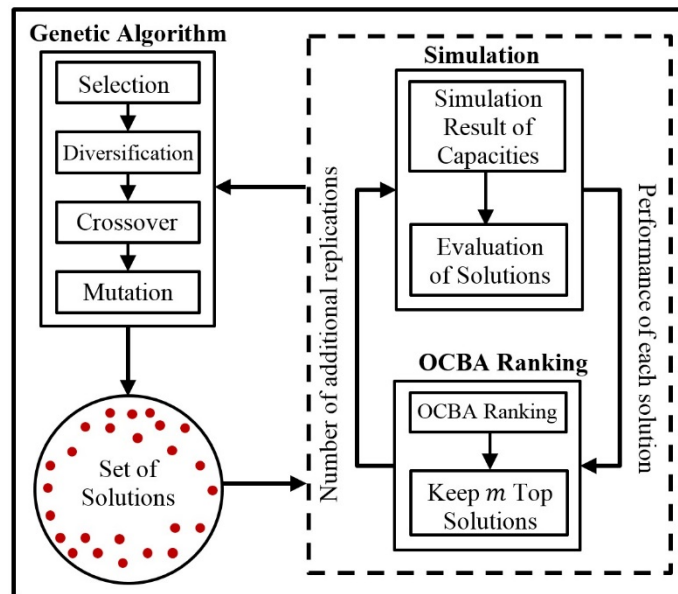 Genetic Algorithm
Selection
Diversification
Crossover
Mutation
Set of
Solutions
Number of additional replications
Simulation
Simulation
Result of
Capacities
Evaluation
of Solutions
Performance of each solution
OCBA Ranking
OCBA Ranking
Keep m Top
Solutions